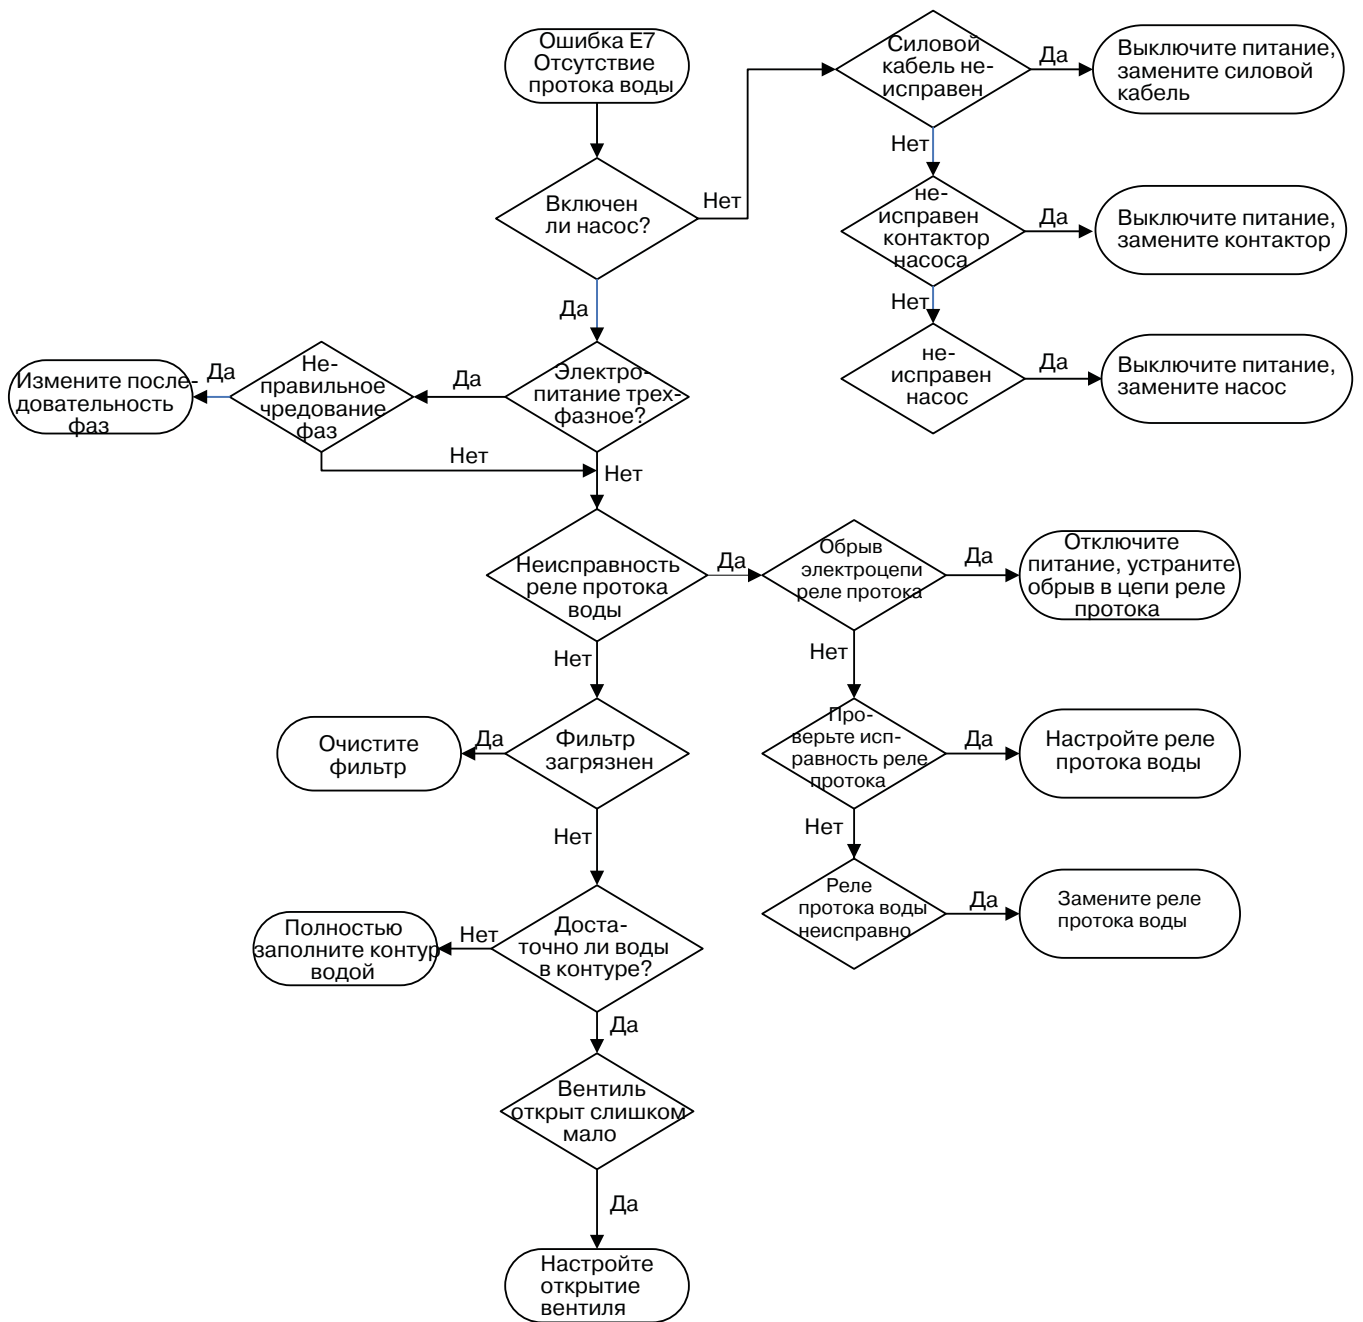 Ошибка E7
Отсутствие
протока воды
Включен
ли насос?
Нет
Силовой
кабель не-
исправен
Да
Выключите питание,
замените силовой
кабель
Нет
не-
исправен
контактор
насоса
Да
Выключите питание,
замените контактор
Нет
не-
исправен
насос
Да
Выключите питание,
замените насос
Да
Электро-
питание трех-
фазное?
Да
Не-
правильное
чредование
фаз
Да
Измените после-
довательность
фаз
Нет
Нет
Неисправность
реле протока
воды
Да
Обрыв
электроцепи
реле протока
Да
Отключите
питание, устраните
обрыв в цепи реле
протока
Нет
Про-
верьте исп-
равность реле
протока
Да
Настройте реле
протока воды
Нет
Реле
протока воды
неисправно
Да
Замените реле
протока воды
Нет
Фильтр
загрязнен
Да
Очистите
фильтр
Нет
Доста-
точно ли воды
в контуре?
Нет
Полностью
заполните контур
водой
Да
Вентиль
открыт слишком
мало
Да
Настройте
открытие
вентиля